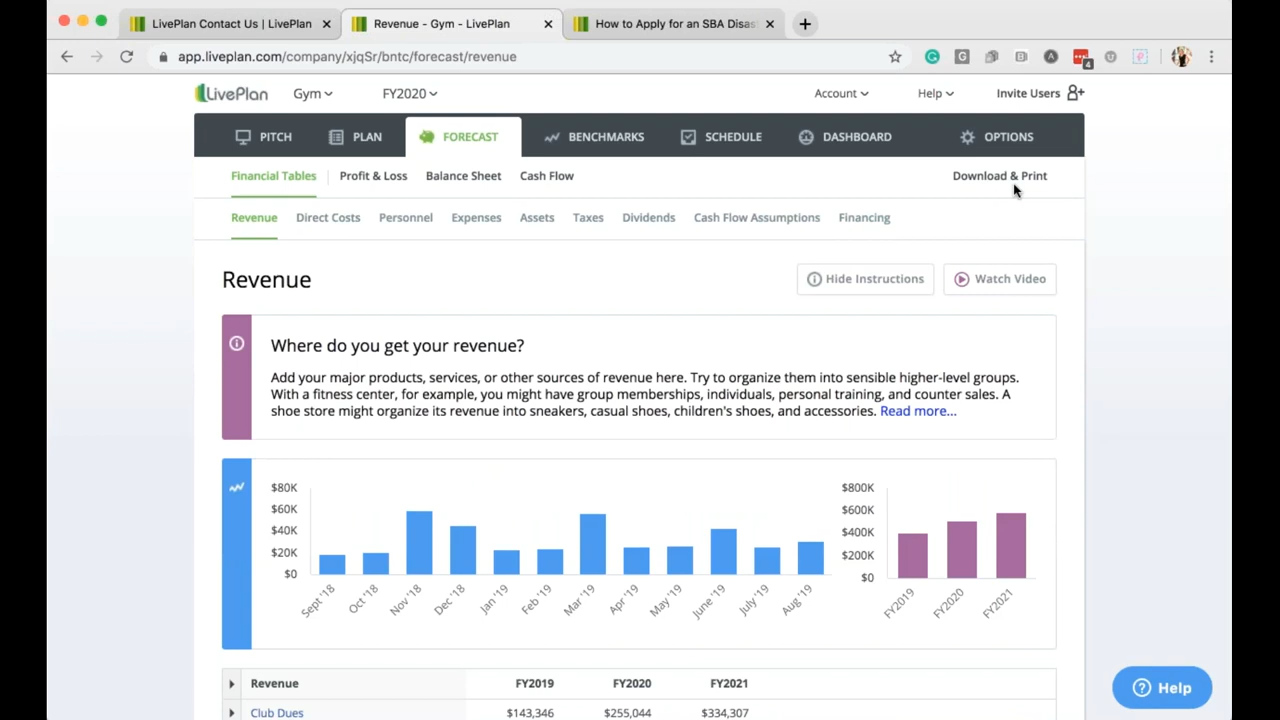 LivePlan Contact Us | LivePlan
Revenue - Gym - LivePlan
How to Apply for an SBA Disas
app.liveplan.com/company/xjqSr/bntc/forecast/revenue
4
LivePlan Gym FY2020 Account Help Invite Users
PITCH PLAN FORECAST BENCHMARKS SCHEDULE DASHBOARD OPTIONS
Financial Tables Profit & Loss Balance Sheet Cash Flow Download & Print
Revenue Direct Costs Personnel Expenses Assets Taxes Dividends Cash Flow Assumptions Financing
Revenue Hide Instructions Watch Video
Where do you get your revenue?
Add your major products, services, or other sources of revenue here. Try to organize them into sensible higher-level groups.
With a fitness center, for example, you might have group memberships, individuals, personal training, and counter sales. A
shoe store might organize its revenue into sneakers, casual shoes, children's shoes, and accessories. Read more...
$80K
$60K
$40K
$20K
$0
Sept '18 Oct '18 Nov '18 Dec '18 Jan '19 Feb '19 Mar '19 Apr '19 May '19 June '19 July '19 Aug '19
$800K
$600K
$400K
$200K
$0
FY2019 FY2020 FY2021
Revenue FY2019 FY2020 FY2021
Club Dues $143,346 $255,044 $334,307
Help